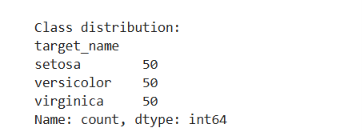 Class distribution:
target_name
setosa        50
versicolor    50
virginica     50
Name: count, dtype: int64